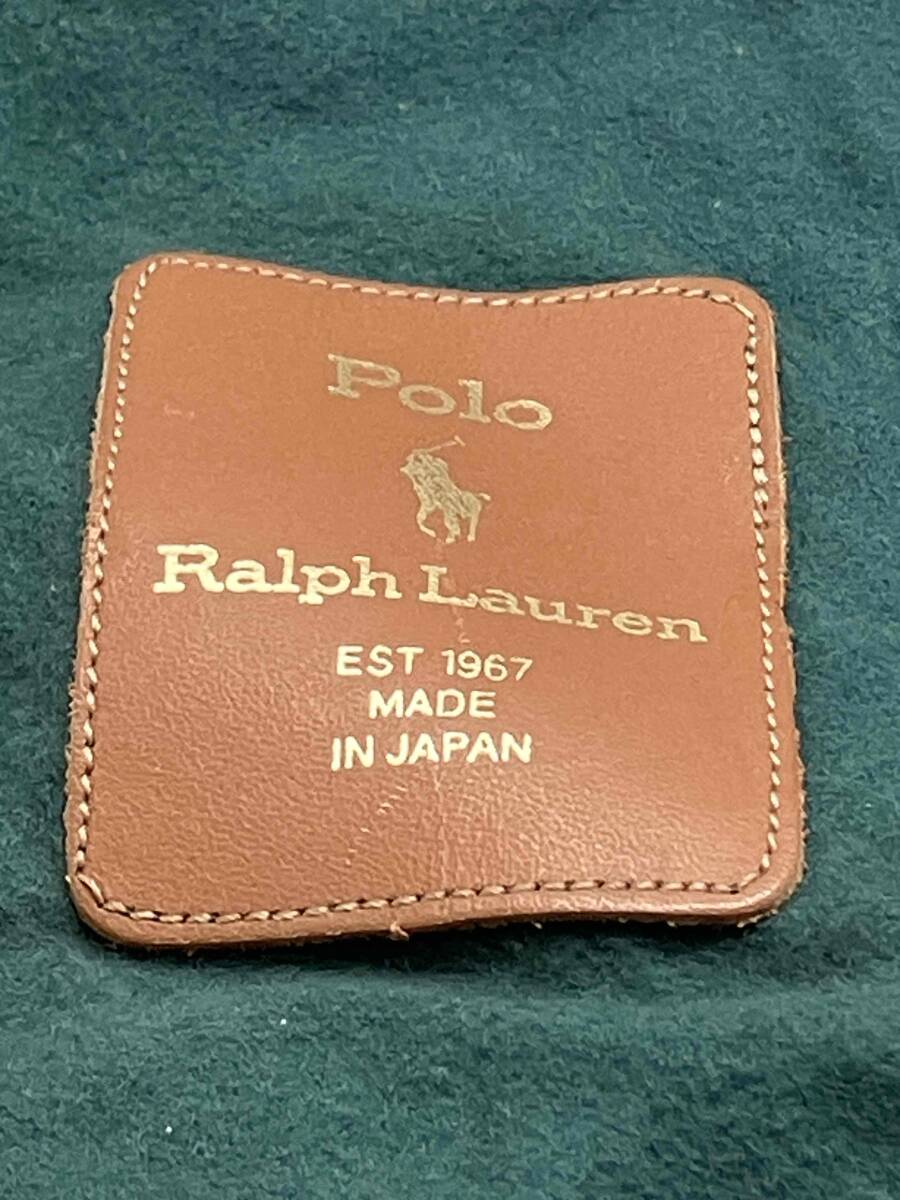 Polo
Ralph Lauren
EST 1967
MADE
IN JAPAN